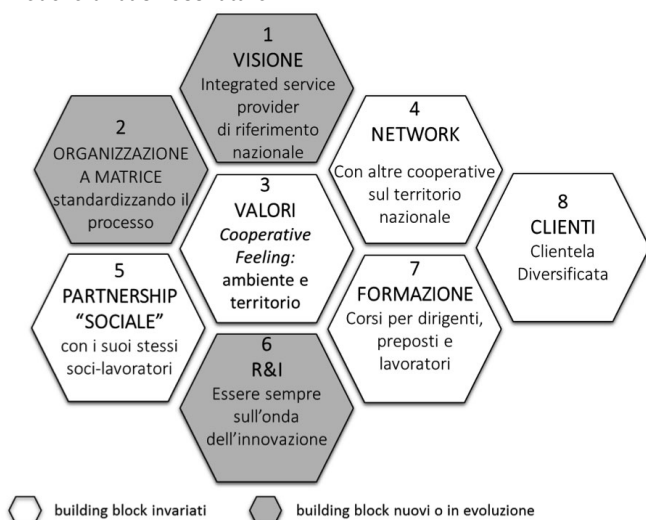 1
VISIONE
Integrated service
provider
di riferimento
nazionale
2
ORGANIZZAZIONE
A MATRICE
standardizzando il
processo
3
VALORI
Cooperative
Feeling:
ambiente e
territorio
4
NETWORK
Con altre cooperative
sul territorio
nazionale
5
PARTNERSHIP
“SOCIALE”
con i suoi stessi
soci-lavoratori
6
R&I
Essere sempre
sull’onda
dell’innovazione
7
FORMAZIONE
Corsi per dirigenti,
preposti e
lavoratori
8
CLIENTI
Clientela
Diversificata
building block invariati
building block nuovi o in evoluzione